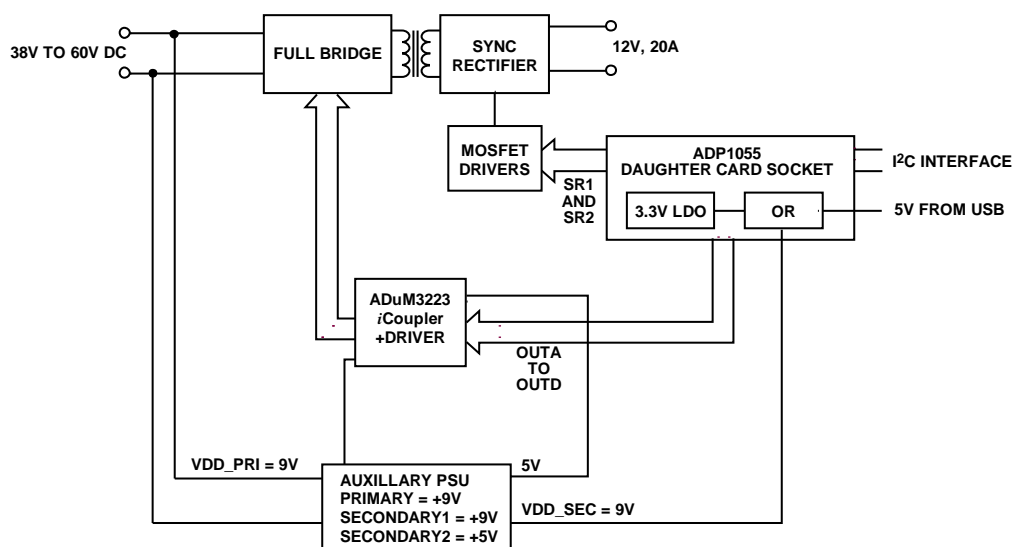 38V TO 60V DC
FULL BRIDGE
SYNC
RECTIFIER
12V, 20A
MOSFET
DRIVERS
SR1
AND
SR2
ADP1055
DAUGHTER CARD SOCKET
3.3V LDO
OR
I²C INTERFACE
5V FROM USB
ADuM3223
iCoupler
+DRIVER
OUTA
TO
OUTD
VDD_PRI = 9V
AUXILLARY PSU
PRIMARY = +9V
SECONDARY1 = +9V
SECONDARY2 = +5V
5V
VDD_SEC = 9V